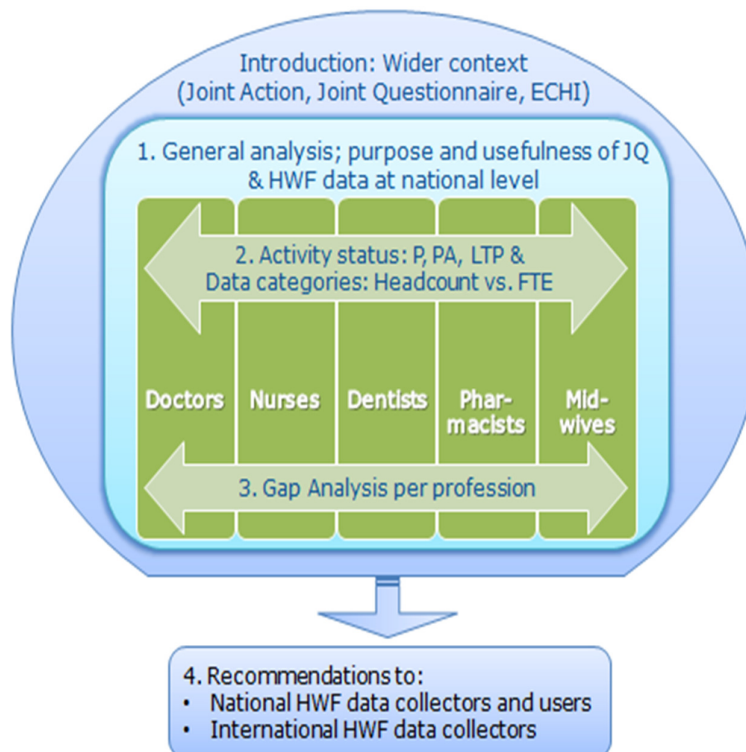 Introduction: Wider context
(Joint Action, Joint Questionnaire, ECHI)
1. General analysis; purpose and usefulness of JQ
& HWF data at national level
2. Activity status: P, PA, LTP &
Data categories: Headcount vs. FTE
Doctors
Nurses
Dentists
Phar-
macists
Mid-
wives
3. Gap Analysis per profession
4. Recommendations to:
• National HWF data collectors and users
• International HWF data collectors